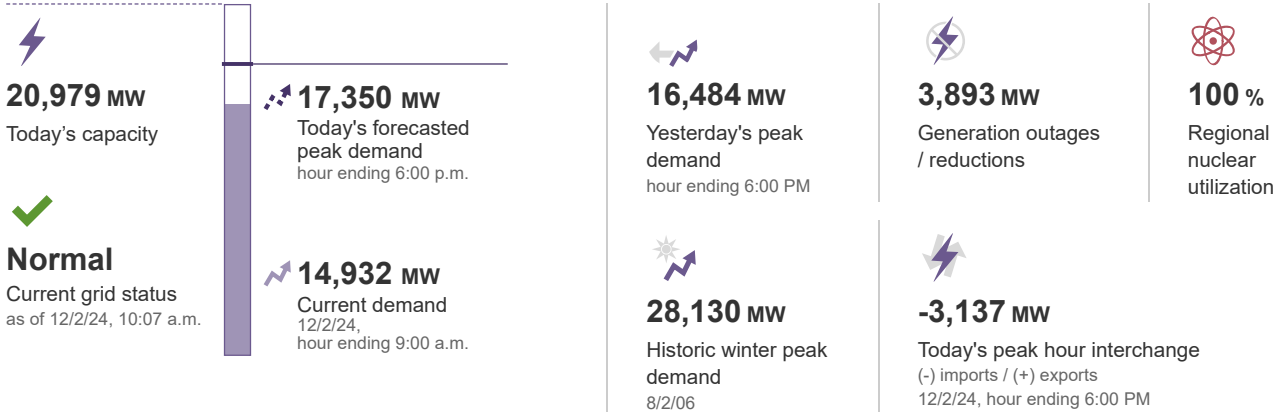 20,979 MW
Today's capacity
Normal
Current grid status
as of 12/2/24, 10:07 a.m.
17,350 MW
Today's forecasted
peak demand
hour ending 6:00 p.m.
14,932 MW
Current demand
12/2/24,
hour ending 9:00 a.m.
16,484 MW
Yesterday's peak
demand
hour ending 6:00 PM
3,893 MW
Generation outages
/ reductions
100 %
Regional
nuclear
utilization
28,130 MW
Historic winter peak
demand
8/2/06
-3,137 MW
Today's peak hour interchange
(-) imports / (+) exports
12/2/24, hour ending 6:00 PM